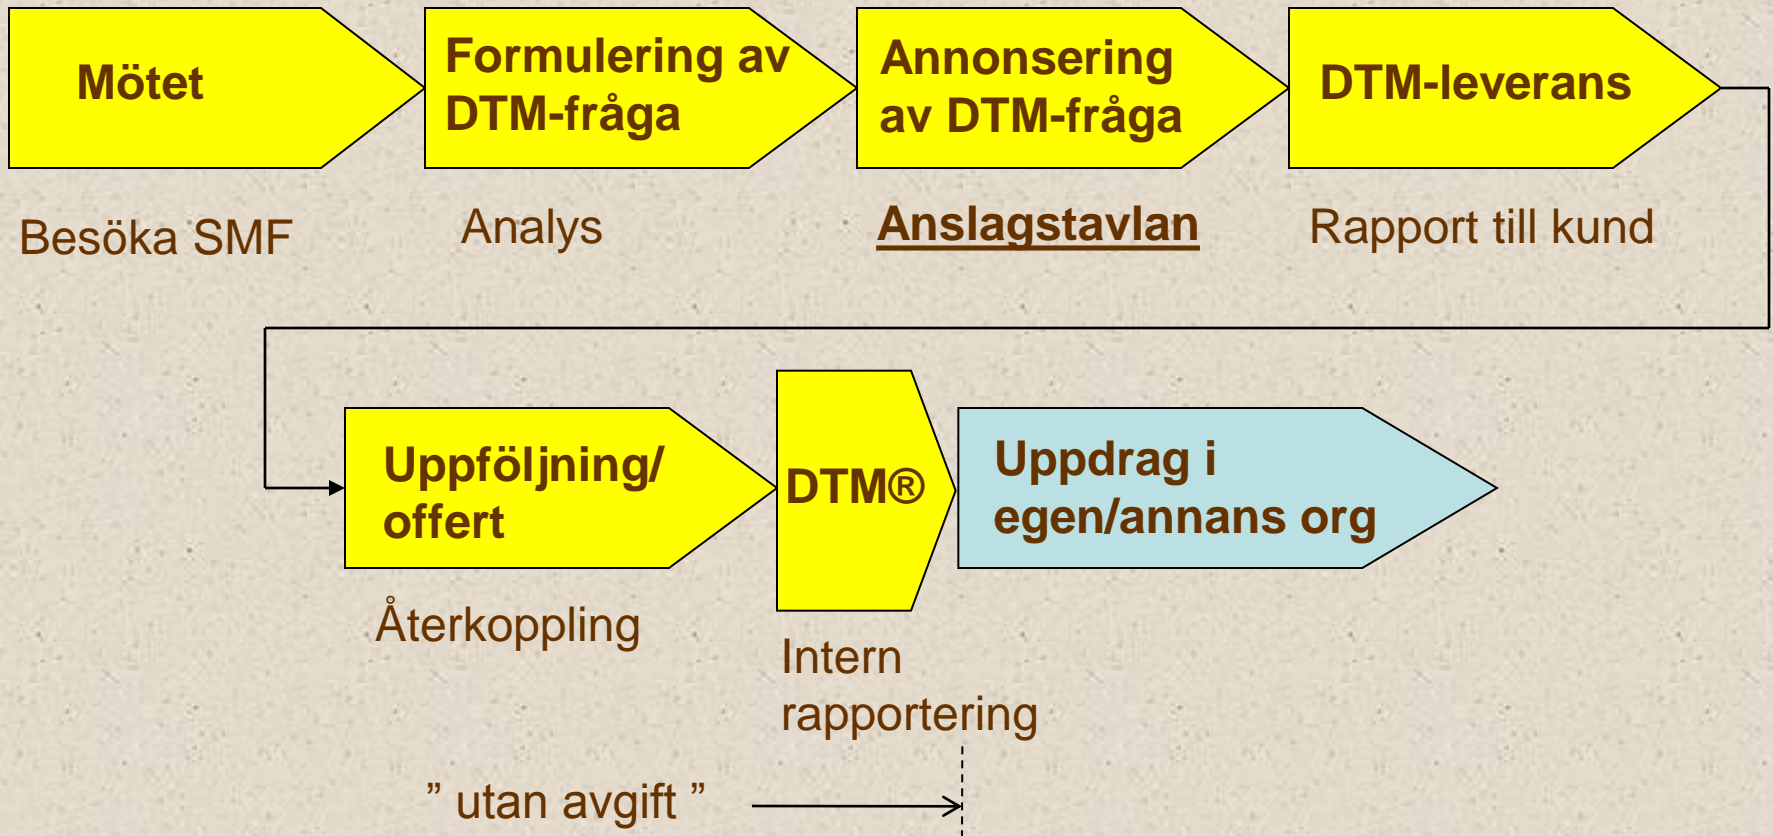 Mötet
Formulering av
DTM-fråga
Annonsering
av DTM-fråga
DTM-leverans
Besöka SMF
Analys
Anslagstavlan
Rapport till kund
Uppföljning/
offert
DTM®
Uppdrag i
egen/annans org
Återkoppling
Intern
rapportering
” utan avgift ”